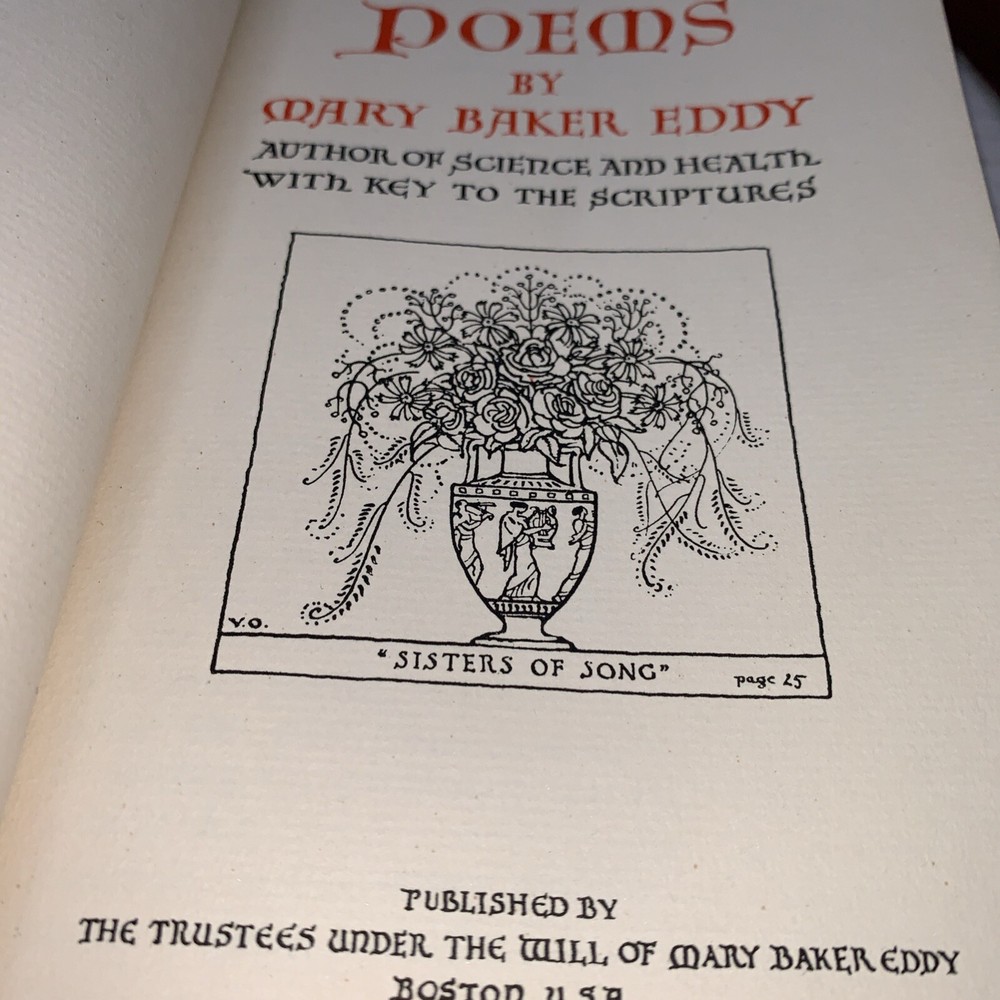 POEMS
BY
MARY BAKER EDDY
AUTHOR OF SCIENCE AND HEALTH
WITH KEY TO THE SCRIPTURES
V.O.
"SISTERS OF SONG"
page 25
PUBLISHED BY
THE TRUSTEES UNDER THE WILL OF MARY BAKER EDDY
BOSTON, U.S.A.